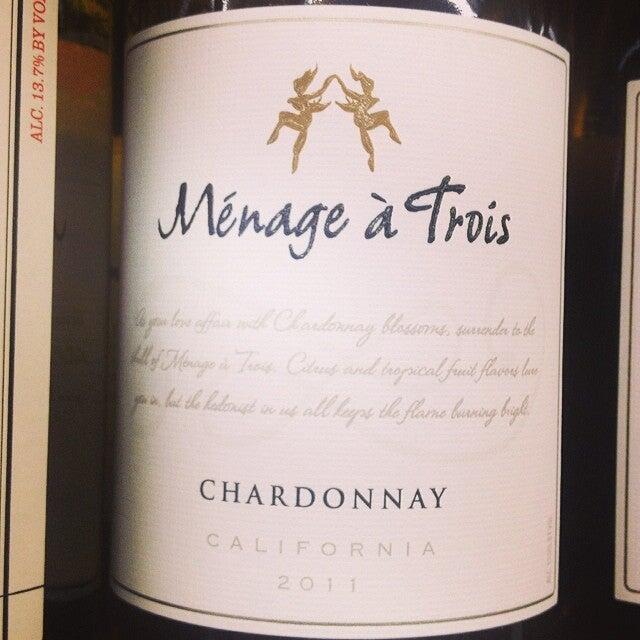 ALC. 13.7% BY VO
Ménage à Trois
As your love affair with Chardonnay blossoms, surrender to the
thrill of Ménage à Trois. Citrus and tropical fruit flavors lure
you in, but the hedonist in us all keeps the flame burning bright.
CHARDONNAY
CALIFORNIA
2011